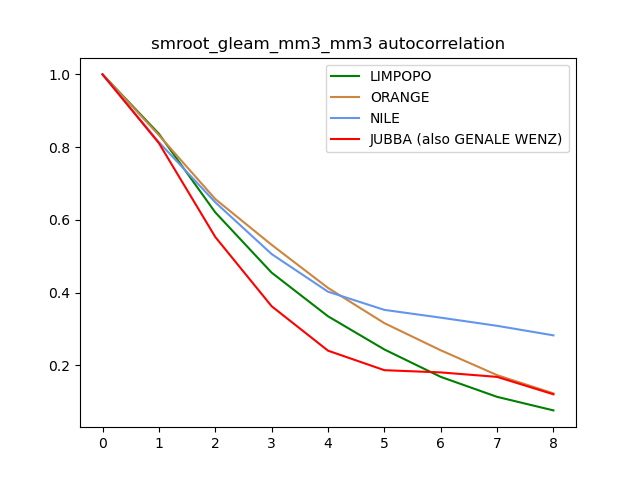 smroot_gleam_mm3_mm3 autocorrelation
LIMPOPO
ORANGE
NILE
JUBBA (also GENALE WENZ)
1.0
0.8
0.6
0.4
0.2
0 1 2 3 4 5 6 7 8